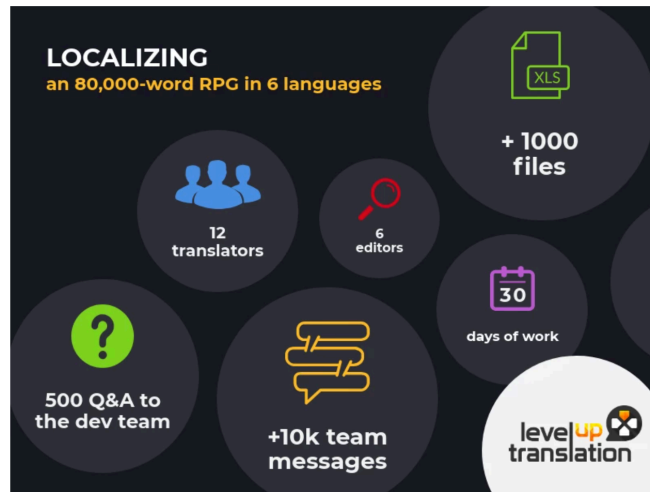 LOCALIZING
an 80,000-word RPG in 6 languages
XLS
+ 1000
files
12
translators
6
editors
30
days of work
500 Q&A to
the dev team
+10k team
messages
level up
translation